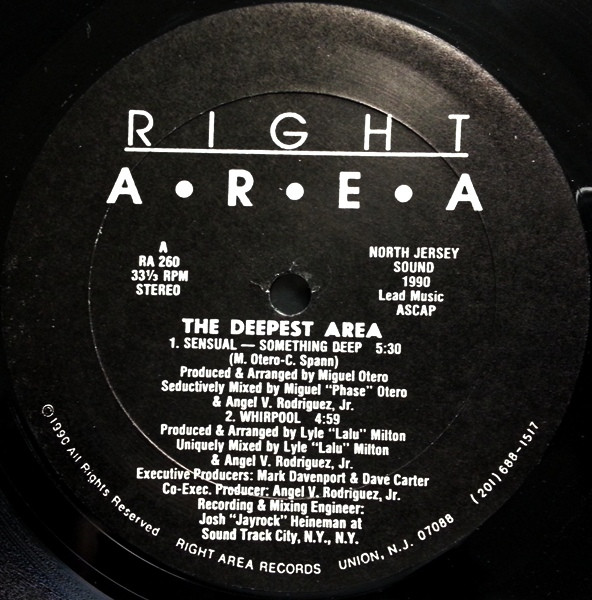 RIGHT
A•R•E•A
A
RA 260
33⅓ RPM
STEREO
NORTH JERSEY
SOUND
1990
Lead Music
ASCAP
THE DEEPEST AREA
1. SENSUAL — SOMETHING DEEP 5:30
(M. Otero-C. Spann)
Produced & Arranged by Miguel Otero
Seductively Mixed by Miguel "Phase" Otero
& Angel V. Rodriguez, Jr.
2. WHIRPOOL 4:59
Produced & Arranged by Lyle "Lalu" Milton
Uniquely Mixed by Lyle "Lalu" Milton
& Angel V. Rodriguez, Jr.
Executive Producers: Mark Davenport & Dave Carter
Co-Exec. Producer: Angel V. Rodriguez, Jr.
Recording & Mixing Engineer:
Josh "Jayrock" Heineman at
Sound Track City, N.Y., N.Y.
©1990 All Rights Reserved RIGHT AREA RECORDS UNION, N.J. 07088 (201) 688-1517